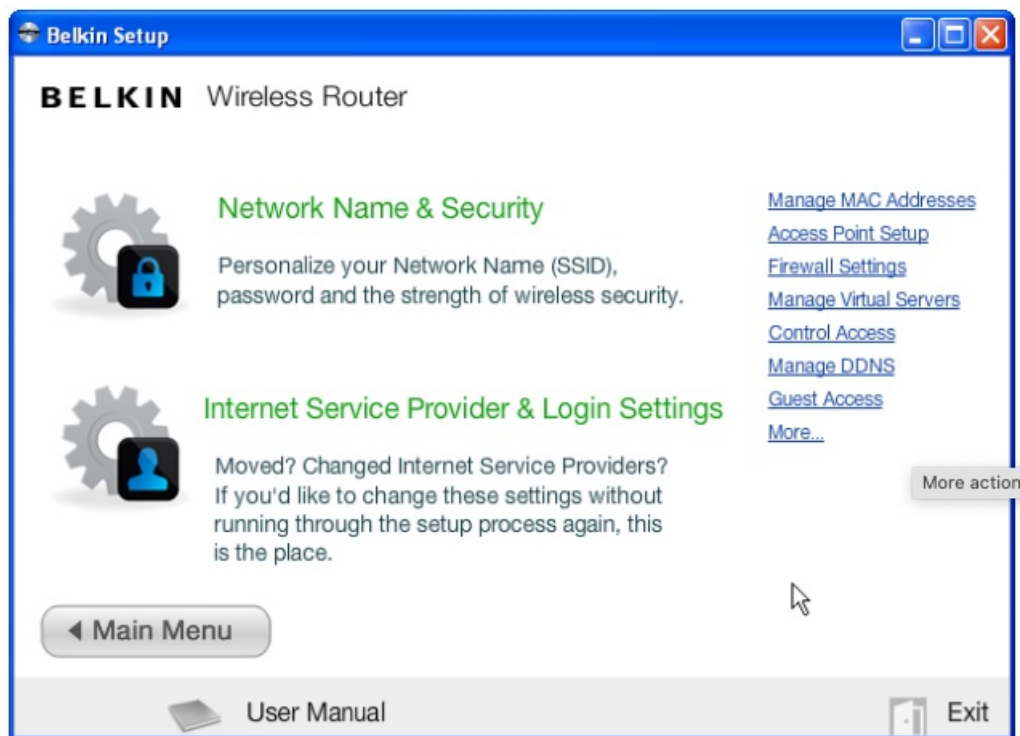 Belkin Setup
BELKIN Wireless Router
Network Name & Security
Personalize your Network Name (SSID),
password and the strength of wireless security.
Internet Service Provider & Login Settings
Moved? Changed Internet Service Providers?
If you'd like to change these settings without
running through the setup process again, this
is the place.
Manage MAC Addresses
Access Point Setup
Firewall Settings
Manage Virtual Servers
Control Access
Manage DDNS
Guest Access
More...
More action
Main Menu
User Manual
Exit